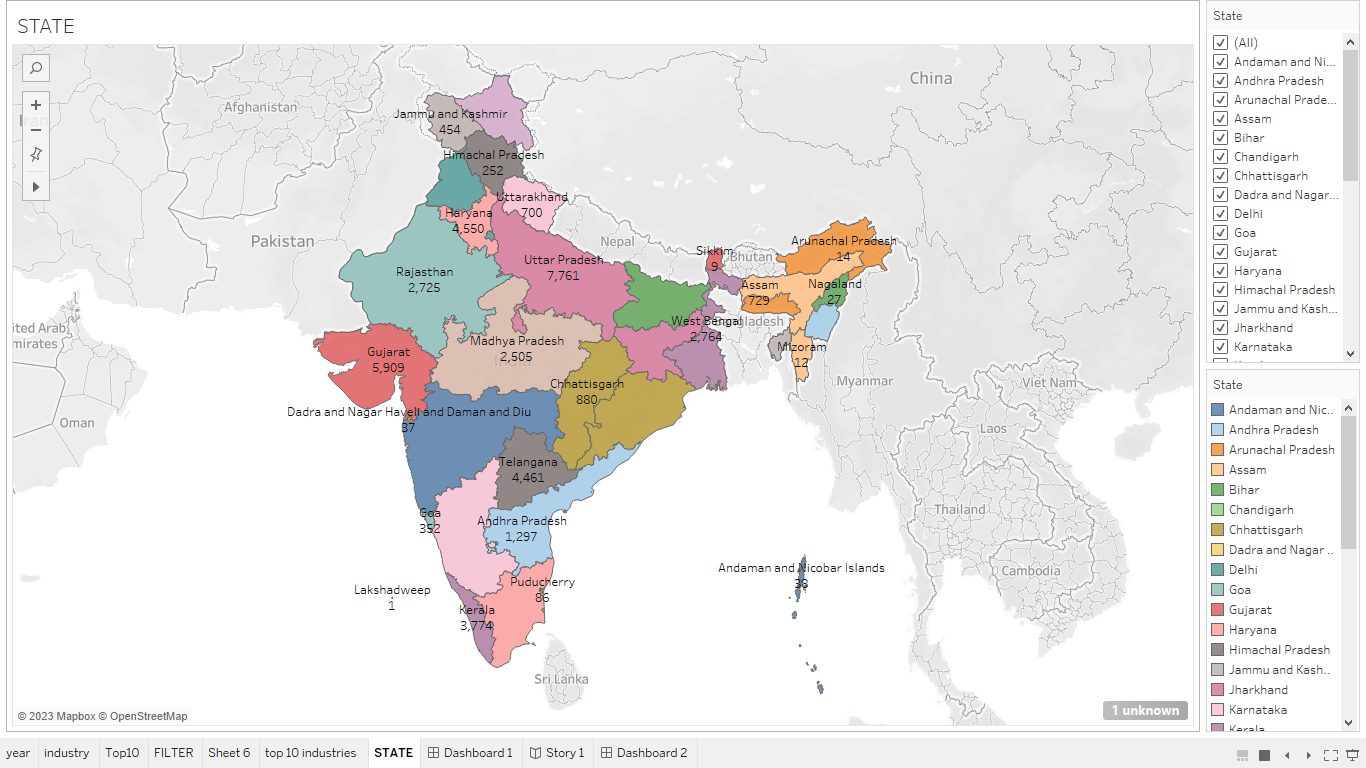 STATE
China
Afghanistan
Iran
Jammu and Kashmir
454
Himachal Pradesh
252
Uttarakhand
700
Haryana
4,550
Pakistan
Nepal
Arunachal Pradesh
14
Sikkim
9
Bhutan
Uttar Pradesh
7,761
Rajasthan
2,725
Assam
729
Nagaland
27
West Bengal
2,764
Madhya Pradesh
2,505
India
Mizoram
12
United Arab
Emirates
Gujarat
5,909
Chhattisgarh
880
Myanmar
Viet Nam
Dadra and Nagar Haveli and Daman and Diu
37
Oman
Laos
Telangana
4,461
Goa
352
Andhra Pradesh
1,297
Thailand
Andaman and Nicobar Islands
38
Cambodia
Puducherry
86
Lakshadweep
1
Kerala
3,774
Sri Lanka
© 2023 Mapbox © OpenStreetMap
1 unknown
State
(All)
Andaman and Ni...
Andhra Pradesh
Arunachal Prade...
Assam
Bihar
Chandigarh
Chhattisgarh
Dadra and Nagar...
Delhi
Goa
Gujarat
Haryana
Himachal Pradesh
Jammu and Kash...
Jharkhand
Karnataka
State
Andaman and Nic..
Andhra Pradesh
Arunachal Pradesh
Assam
Bihar
Chandigarh
Chhattisgarh
Dadra and Nagar ..
Delhi
Goa
Gujarat
Haryana
Himachal Pradesh
Jammu and Kash..
Jharkhand
Karnataka
Kerala
year industry Top10 FILTER Sheet 6 top 10 industries STATE Dashboard 1 Story 1 Dashboard 2